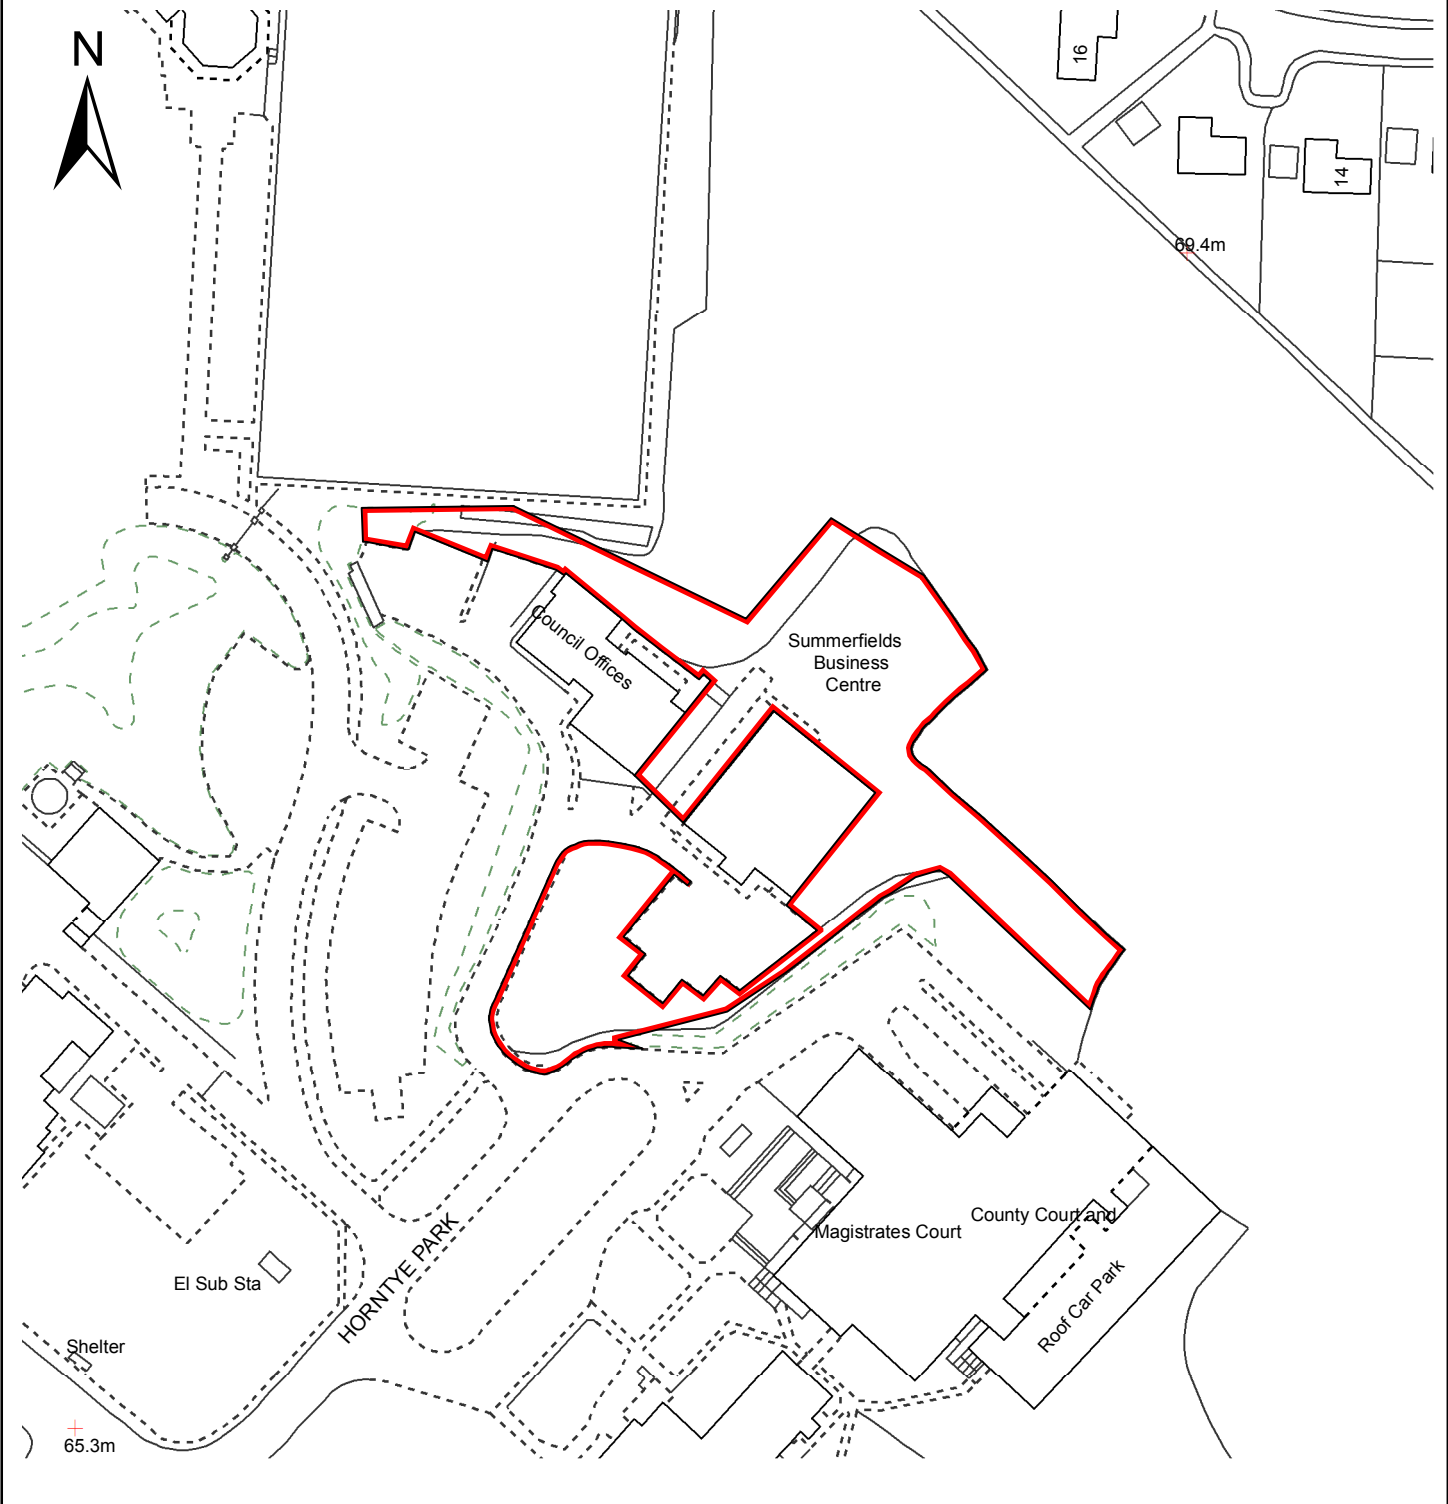 N
16
14
69.4m
Council Offices
Summerfields
Business
Centre
Magistrates Court
County Court and
Roof Car Park
HORNTYE PARK
El Sub Sta
Shelter
65.3m